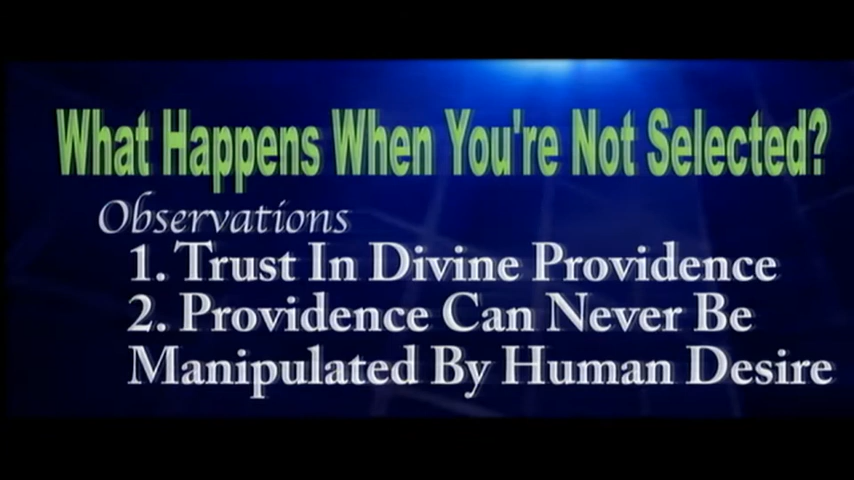 What Happens When You're Not Selected?
Observations
1. Trust In Divine Providence
2. Providence Can Never Be
Manipulated By Human Desire